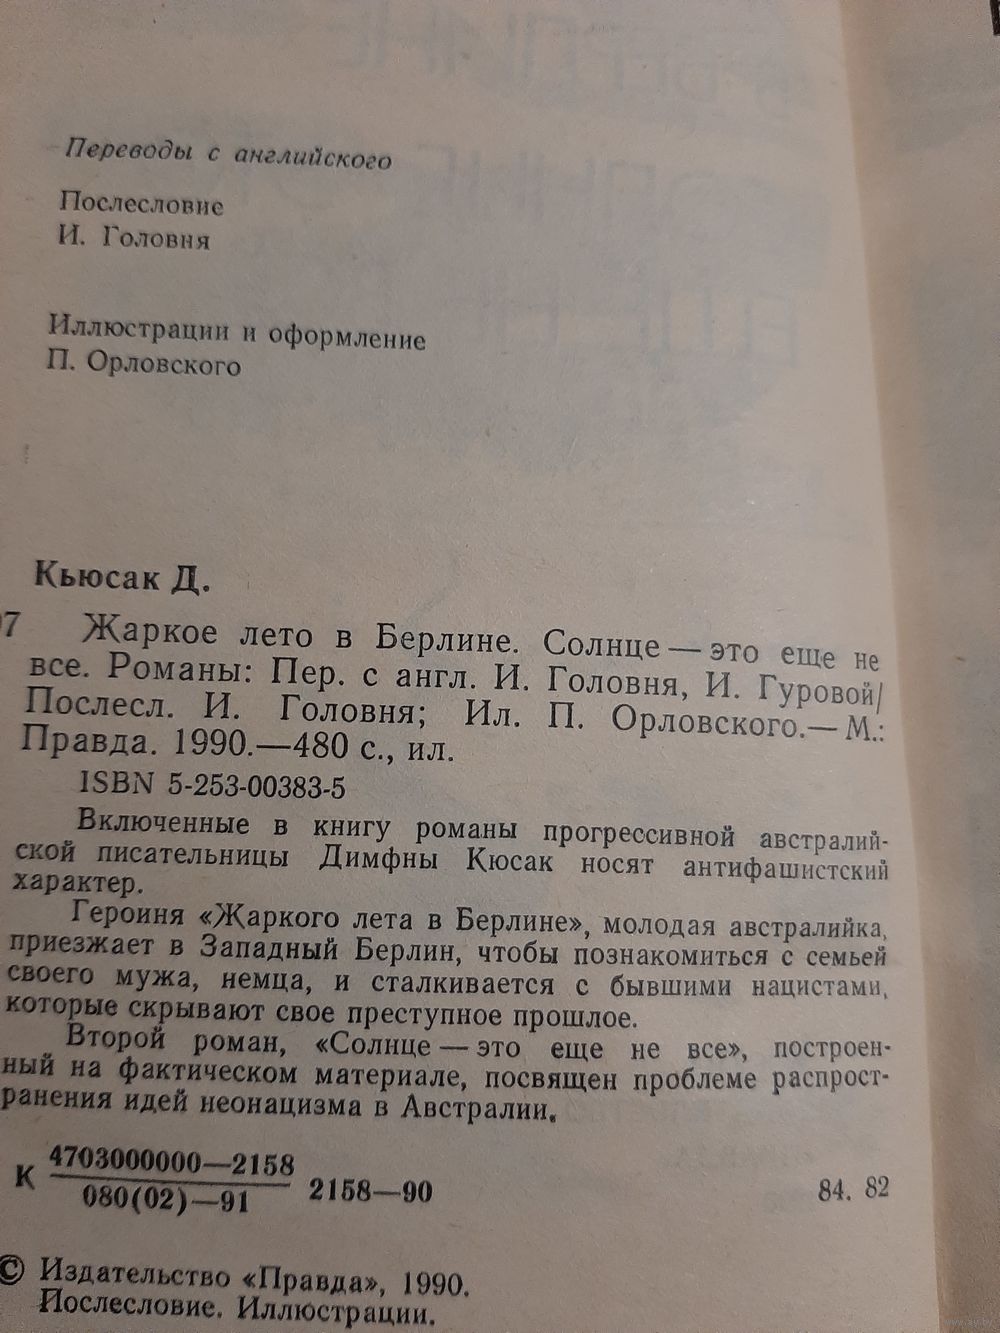 Переводы с английского
Послесловие
И. Головня
Иллюстрации и оформление
П. Орловского
Кьюсак Д.
Жаркое лето в Берлине. Солнце — это еще не
все. Романы: Пер. с англ. И. Головня, И. Гуровой/
Послесл. И. Головня; Ил. П. Орловского.— М.:
Правда. 1990.—480 с., ил.
ISBN 5-253-00383-5
Включенные в книгу романы прогрессивной австралий-
ской писательницы Димфны Кюсак носят антифашистский
характер.
Героиня «Жаркого лета в Берлине», молодая австралийка,
приезжает в Западный Берлин, чтобы познакомиться с семьей
своего мужа, немца, и сталкивается с бывшими нацистами,
которые скрывают свое преступное прошлое.
Второй роман, «Солнце — это еще не все», построен-
ный на фактическом материале, посвящен проблеме распрост-
ранения идей неонацизма в Австралии.
4703000000—2158
К 080(02)—91 2158—90 84. 82
© Издательство «Правда», 1990.
Послесловие. Иллюстрации.